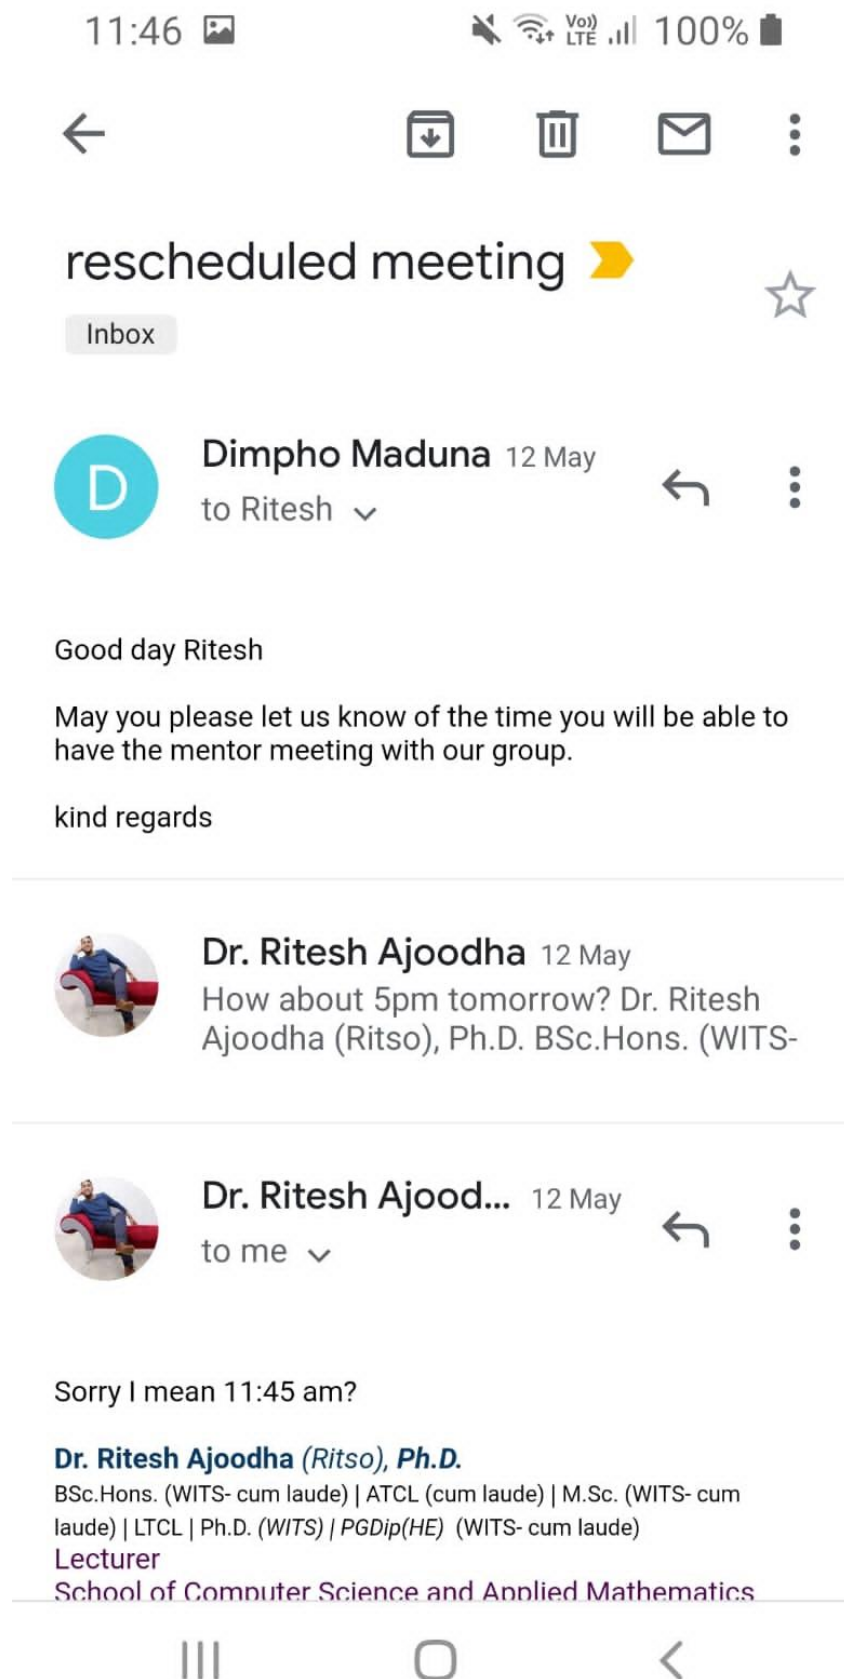 11:46 Vo)) LTE 100%
rescheduled meeting
Inbox
D
Dimpho Maduna 12 May
to Ritesh
Good day Ritesh
May you please let us know of the time you will be able to
have the mentor meeting with our group.
kind regards
Dr. Ritesh Ajoodha 12 May
How about 5pm tomorrow? Dr. Ritesh
Ajoodha (Ritso), Ph.D. BSc.Hons. (WITS-
Dr. Ritesh Ajood... 12 May
to me
Sorry I mean 11:45 am?
Dr. Ritesh Ajoodha (Ritso), Ph.D.
BSc.Hons. (WITS- cum laude) | ATCL (cum laude) | M.Sc. (WITS- cum
laude) | LTCL | Ph.D. (WITS) | PGDip(HE) (WITS- cum laude)
Lecturer
School of Computer Science and Applied Mathematics